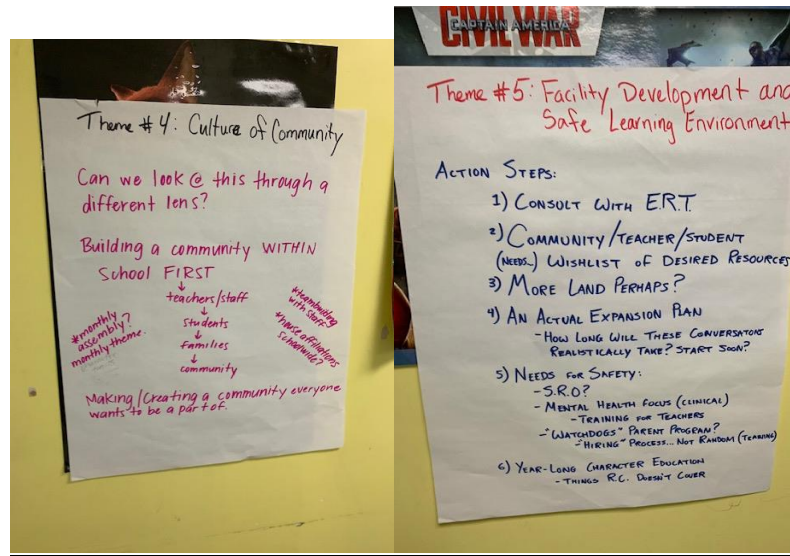 Theme #4: Culture of Community
Can we look @ this through a
different lens?
Building a community WITHIN
School FIRST
↓
teachers/staff
↓
students
↓
families
↓
community
*monthly
assembly?
monthly theme.
*teambuilding
with staff
*house affiliations
schoolwide?
Making/Creating a community everyone
wants to be a part of.
CIVIL WAR
CAPTAIN AMERICA
Theme #5: Facility Development and
Safe Learning Environment
ACTION STEPS:
1) CONSULT WITH E.R.T.
2) COMMUNITY/TEACHER/STUDENT
(NEEDS..) WISHLIST OF DESIRED RESOURCES
3) MORE LAND PERHAPS?
4) AN ACTUAL EXPANSION PLAN
- HOW LONG WILL THESE CONVERSATIONS
REALISTICALLY TAKE? START SOON?
5) NEEDS FOR SAFETY:
- S.R.O?
- MENTAL HEALTH FOCUS (CLINICAL)
- TRAINING FOR TEACHERS
- "WATCHDOGS" PARENT PROGRAM?
- "HIRING" PROCESS... NOT RANDOM (TEAMING)
6) YEAR-LONG CHARACTER EDUCATION
- THINGS R.C. DOESN'T COVER